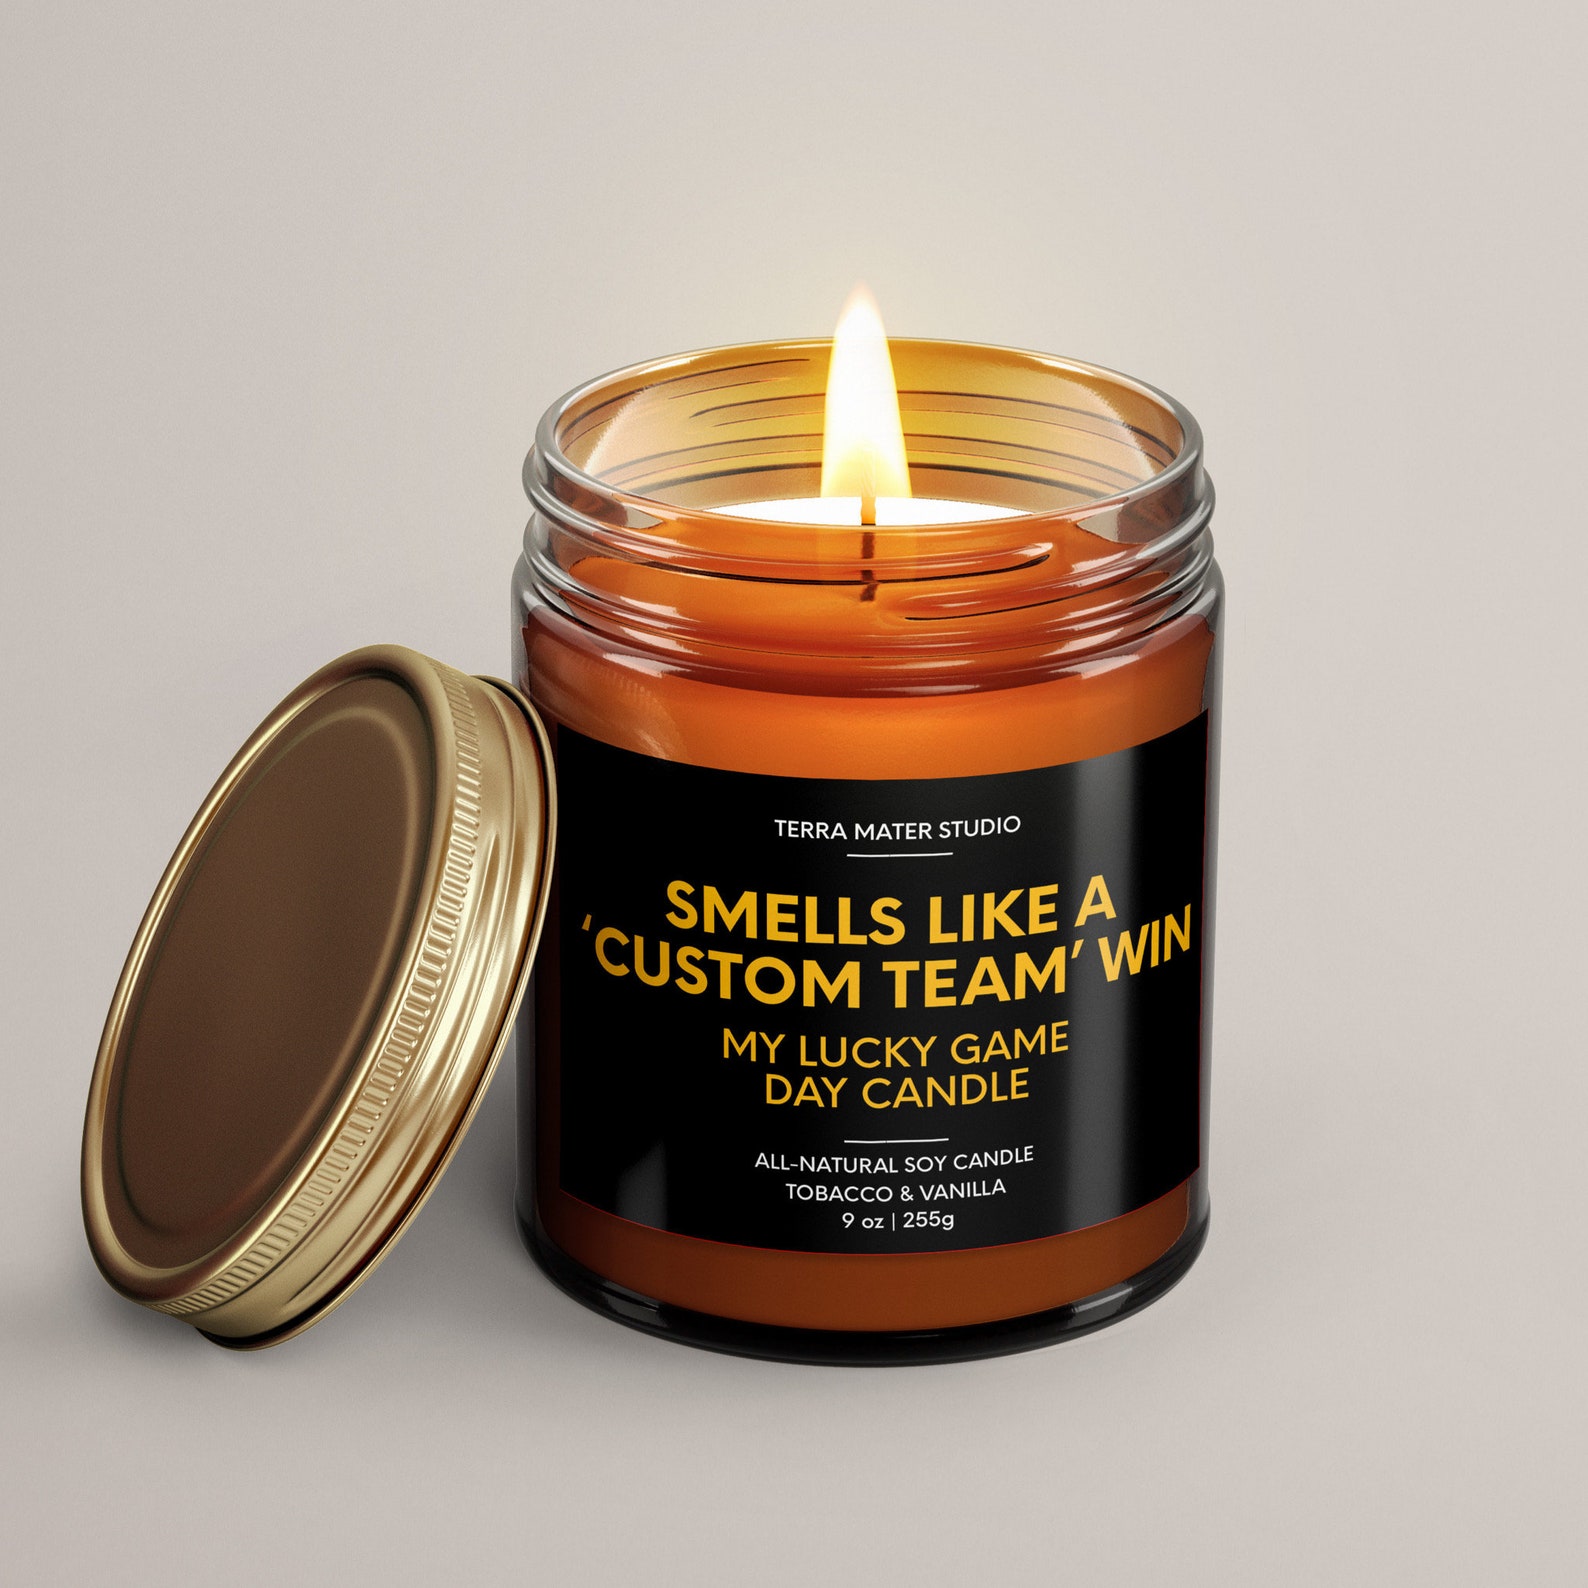 TERRA MATER STUDIO
SMELLS LIKE A
‘CUSTOM TEAM’ WIN
MY LUCKY GAME
DAY CANDLE
ALL-NATURAL SOY CANDLE
TOBACCO & VANILLA
9 oz | 255g